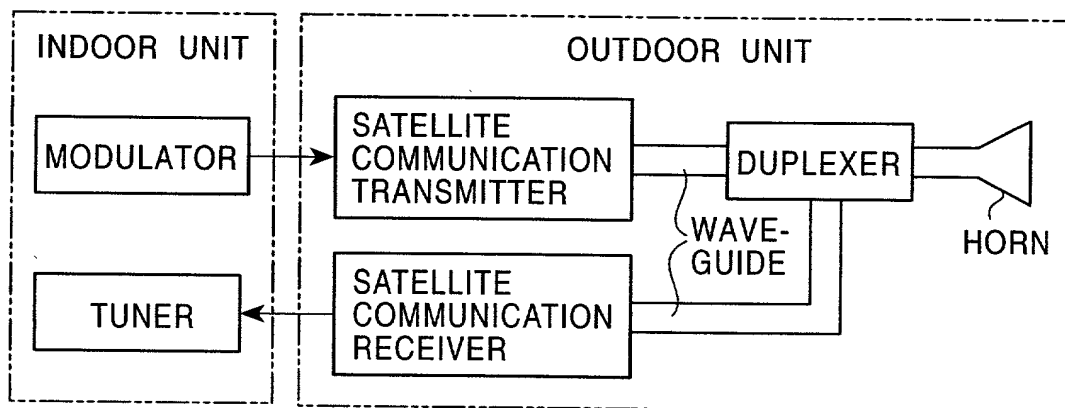 INDOOR UNIT
OUTDOOR UNIT
MODULATOR
SATELLITE
COMMUNICATION
TRANSMITTER
DUPLEXER
HORN
WAVE-
GUIDE
TUNER
SATELLITE
COMMUNICATION
RECEIVER